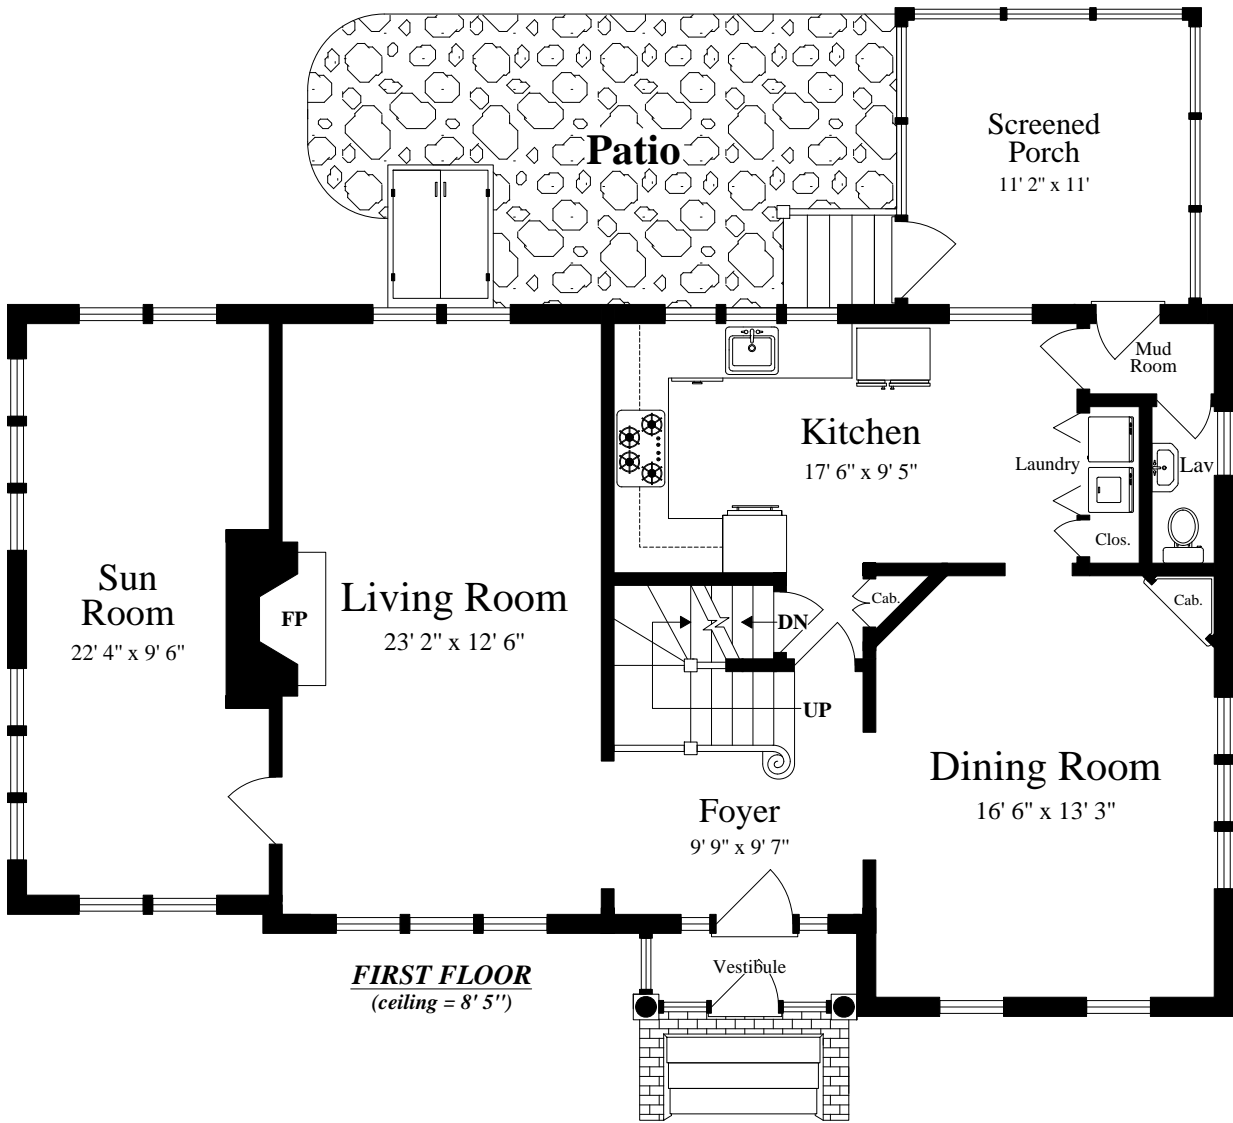 Patio
Screened
Porch
11' 2" x 11'
Mud
Room
Kitchen
17' 6" x 9' 5"
Laundry
Lav
Clos.
Sun
Room
22' 4" x 9' 6"
FP
Living Room
23' 2" x 12' 6"
DN
Cab.
Cab.
UP
Dining Room
16' 6" x 13' 3"
Foyer
9' 9" x 9' 7"
Vestibule
FIRST FLOOR
(ceiling = 8' 5")